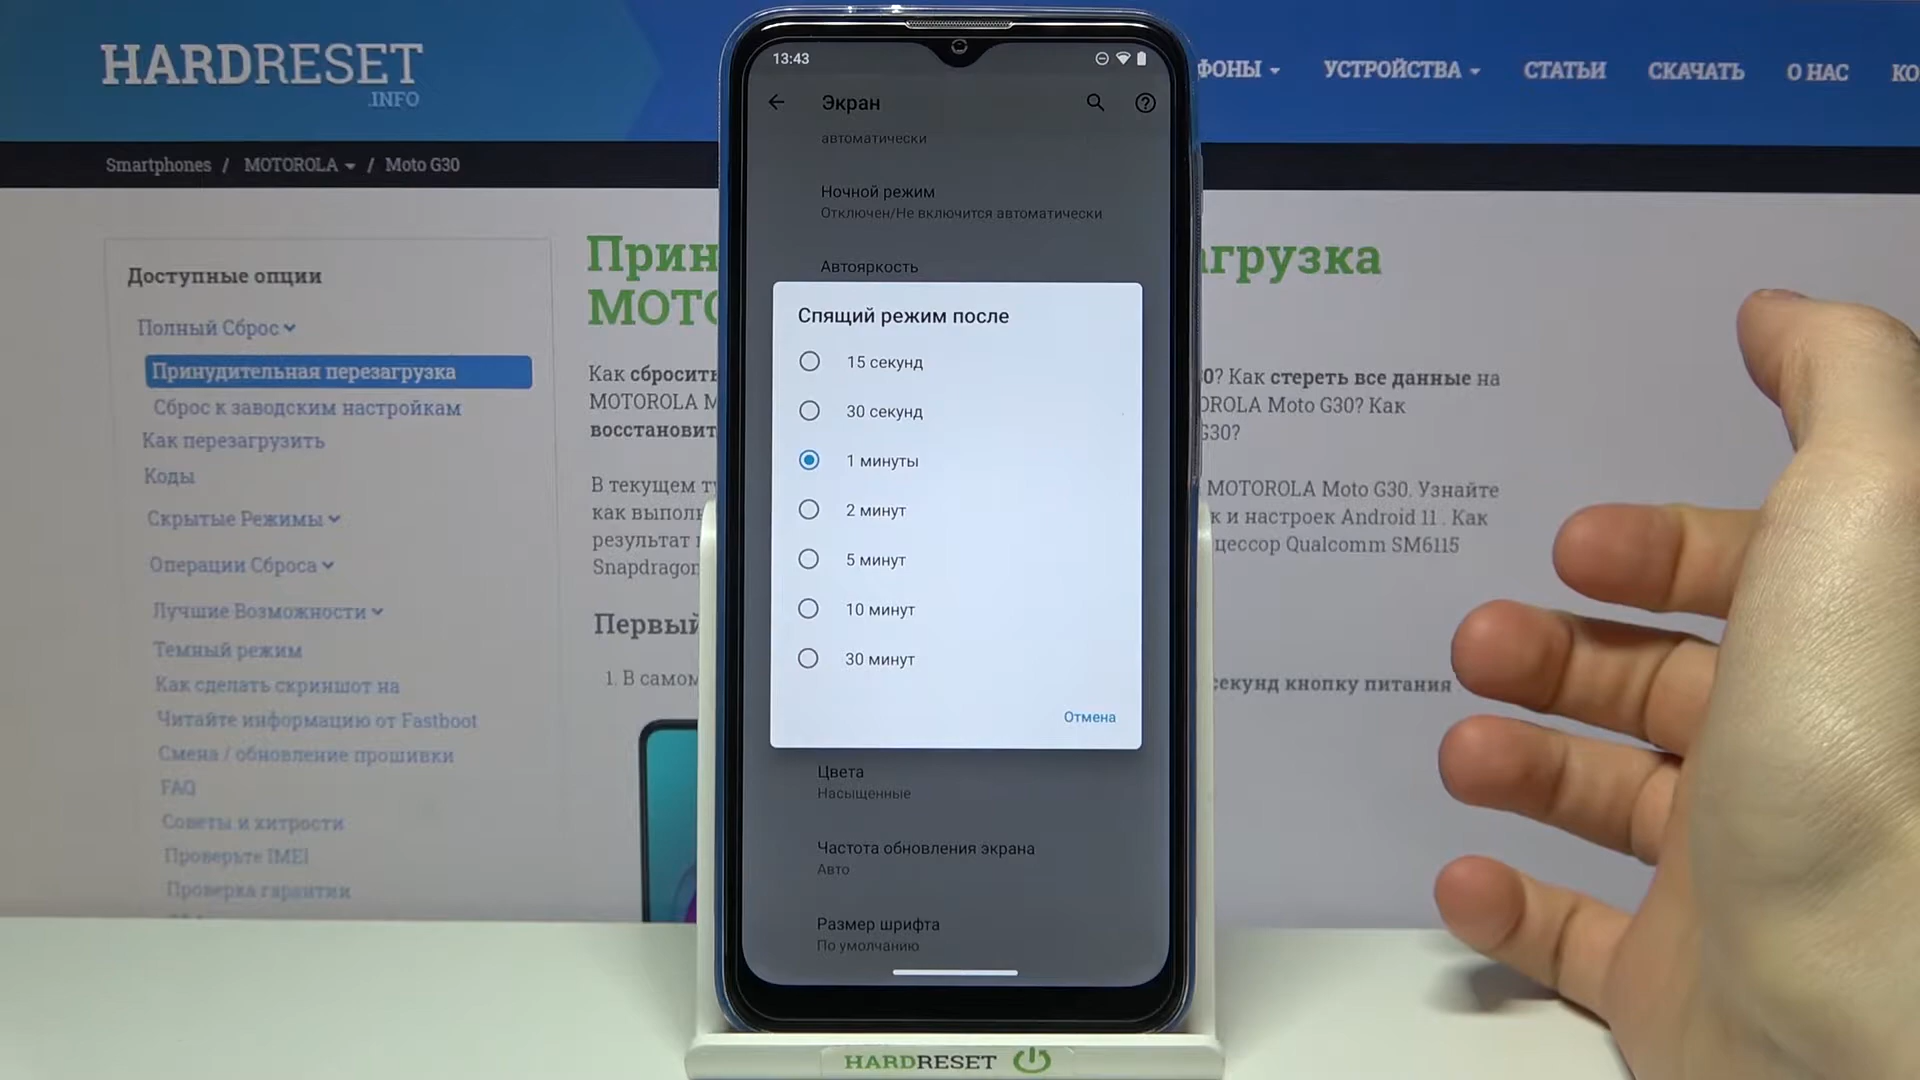 HARDRESET
.INFO
ФОНЫ
УСТРОЙСТВА
СТАТЬИ
СКАЧАТЬ
О НАС
Smartphones / MOTOROLA / Moto G30
Доступные опции
Полный Сброс
Принудительная перезагрузка
Сброс к заводским настройкам
Как перезагрузить
Коды
Скрытые Режимы
Операции Сброса
Лучшие Возможности
Темный режим
Как сделать скриншот на
Читайте информацию от Fastboot
Смена / обновление прошивки
FAQ
Советы и хитрости
Проверьте IMEI
Проверка гарантии
Как сбросить
MOTOROLA M
восстановит
В текущем
как выполн
результат
Snapdragon
Первый
1. В самом
13:43
Экран
автоматически
Ночной режим
Отключен/Не включится автоматически
Автояркость
Спящий режим после
15 секунд
30 секунд
1 минуты
2 минут
5 минут
10 минут
30 минут
Отмена
Цвета
Насыщенные
Частота обновления экрана
Авто
Размер шрифта
По умолчанию
грузка
0? Как стереть все данные на
OROLA Moto G30? Как
G30?
MOTOROLA Moto G30. Узнайте
к и настроек Android 11 . Как
цессор Qualcomm SM6115
секунд кнопку питания
HARDRESET